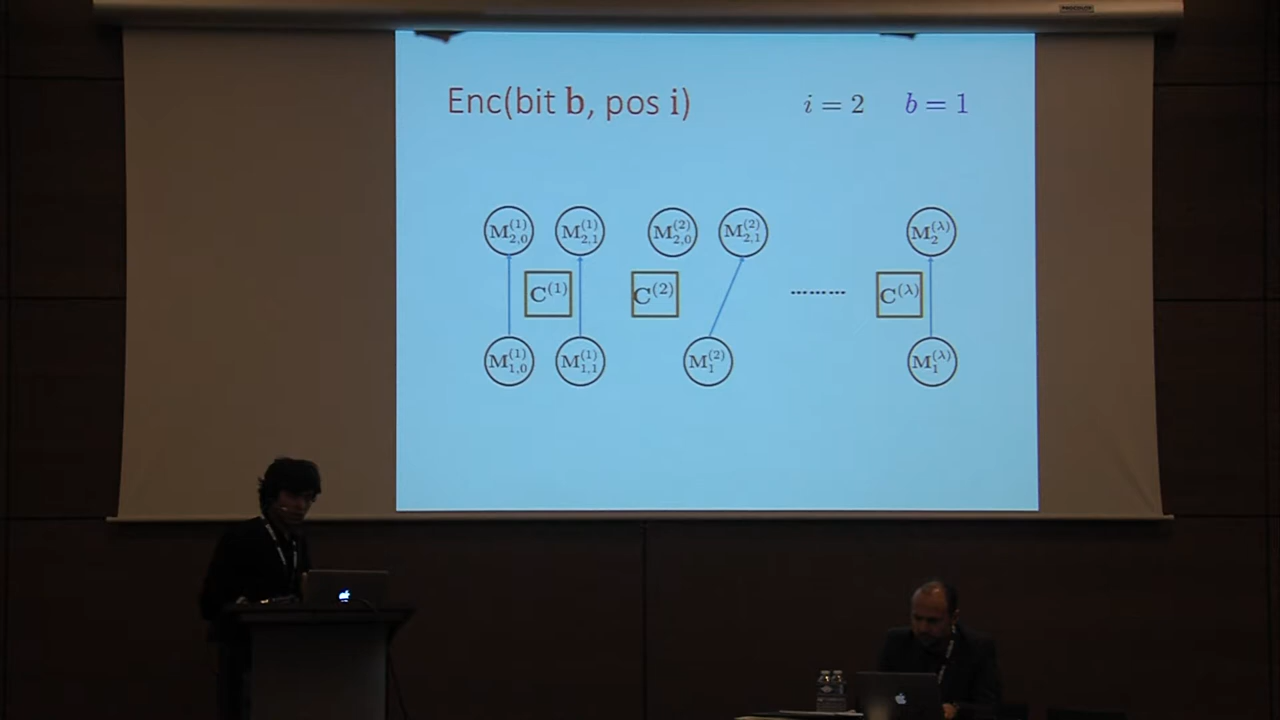 Enc(bit b, pos i) i = 2 b = 1
M_{2,0}^{(1)} M_{2,1}^{(1)} M_{2,0}^{(2)} M_{2,1}^{(2)} M_2^{(λ)}
C^{(1)} C^{(2)} ......... C^{(λ)}
M_{1,0}^{(1)} M_{1,1}^{(1)} M_1^{(2)} M_1^{(λ)}